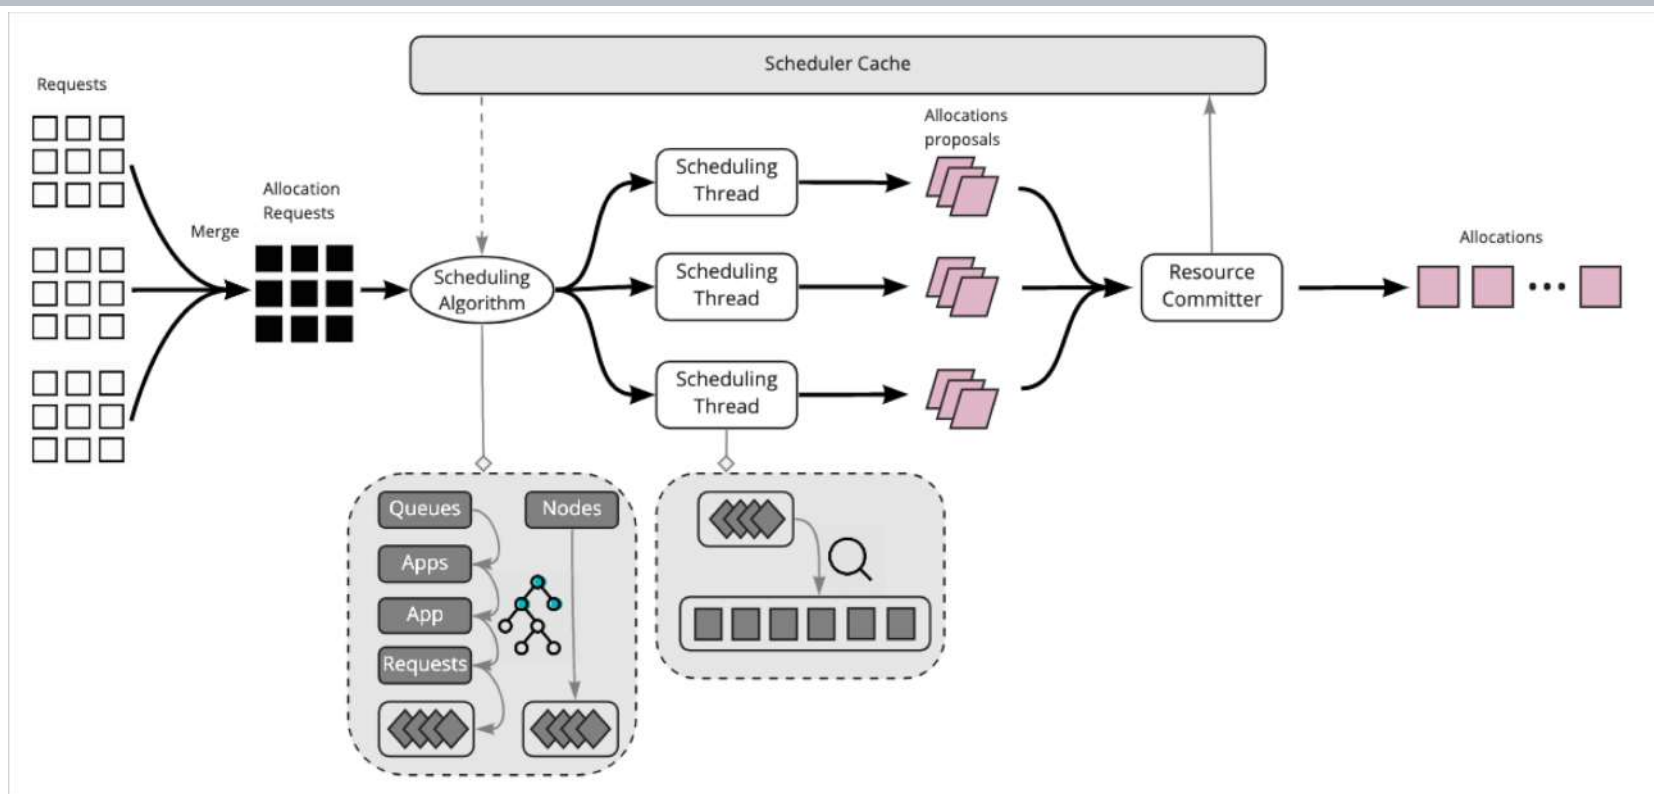 Scheduler Cache
Requests
Allocation
Requests
Merge
Scheduling
Algorithm
Scheduling
Thread
Scheduling
Thread
Scheduling
Thread
Allocations
proposals
Resource
Committer
Allocations
Queues
Apps
App
Requests
Nodes